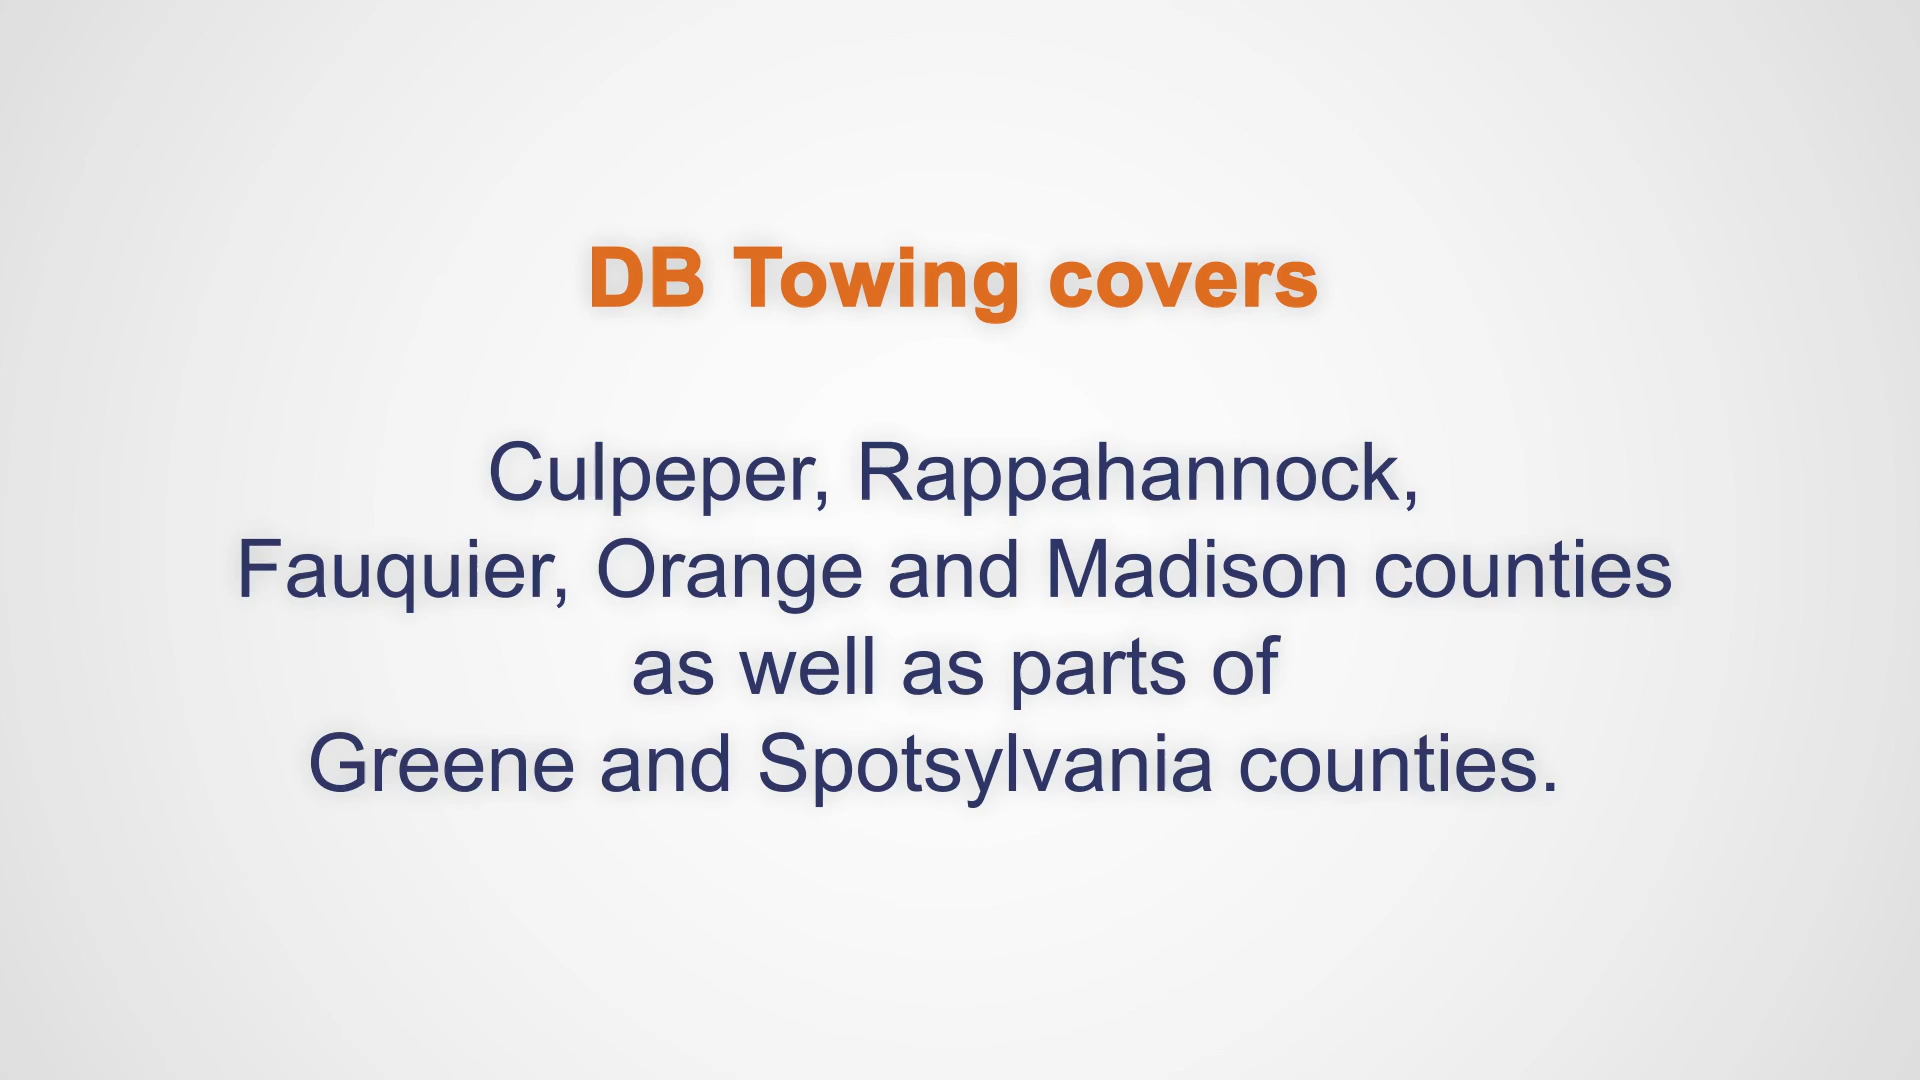 DB Towing covers
Culpeper, Rappahannock,
Fauquier, Orange and Madison counties
as well as parts of
Greene and Spotsylvania counties.